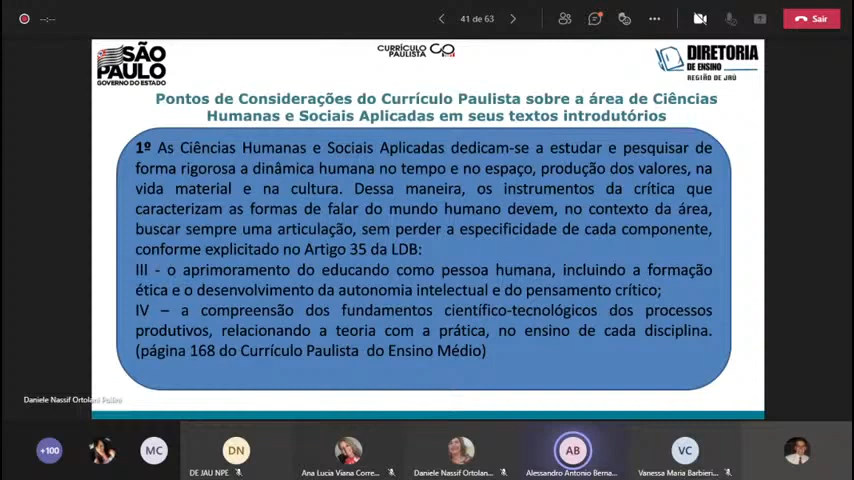 --:--
41 de 63
Sair
SÃO
PAULO
GOVERNO DO ESTADO
CURRÍCULO
PAULISTA
DIRETORIA
DE ENSINO
REGIÃO DE JAÚ
Pontos de Considerações do Currículo Paulista sobre a área de Ciências
Humanas e Sociais Aplicadas em seus textos introdutórios
1º As Ciências Humanas e Sociais Aplicadas dedicam-se a estudar e pesquisar de
forma rigorosa a dinâmica humana no tempo e no espaço, produção dos valores, na
vida material e na cultura. Dessa maneira, os instrumentos da crítica que
caracterizam as formas de falar do mundo humano devem, no contexto da área,
buscar sempre uma articulação, sem perder a especificidade de cada componente,
conforme explicitado no Artigo 35 da LDB:
III - o aprimoramento do educando como pessoa humana, incluindo a formação
ética e o desenvolvimento da autonomia intelectual e do pensamento crítico;
IV – a compreensão dos fundamentos científico-tecnológicos dos processos
produtivos, relacionando a teoria com a prática, no ensino de cada disciplina.
(página 168 do Currículo Paulista do Ensino Médio)
Daniele Nassif Ortolani
+100
MC
DN
AB
VC
DE JAU NPE
Ana Lucia Viana Corre...
Daniele Nassif Ortolan...
Alessandro Antonio Berna...
Vanessa Maria Barbieri...